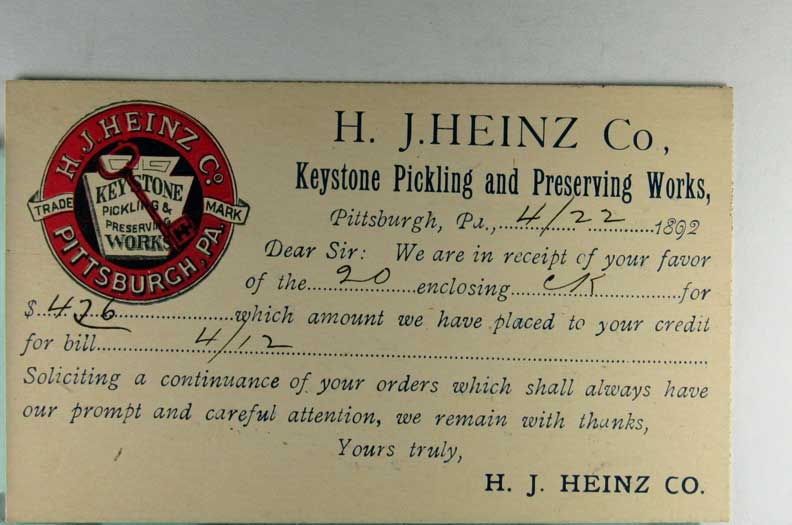 H. J. HEINZ Co.
PITTSBURGH, PA.
TRADE MARK
KEYSTONE
PICKLING &
PRESERVING
WORKS
H. J. HEINZ Co.,
Keystone Pickling and Preserving Works,
Pittsburgh, Pa., 4/22 1892
Dear Sir: We are in receipt of your favor
of the 20 enclosing CK for
$ 4 76 which amount we have placed to your credit
for bill 4/12
Soliciting a continuance of your orders which shall always have
our prompt and careful attention, we remain with thanks,
Yours truly,
H. J. HEINZ CO.